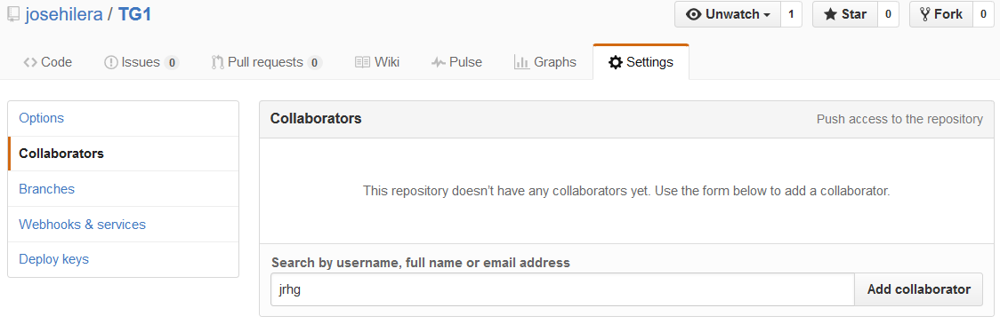 josehilera / TG1 Unwatch 1 Star 0 Fork 0
Code Issues 0 Pull requests 0 Wiki Pulse Graphs Settings
Options
Collaborators
Branches
Webhooks & services
Deploy keys
Collaborators Push access to the repository
This repository doesn't have any collaborators yet. Use the form below to add a collaborator.
Search by username, full name or email address
jrhg Add collaborator